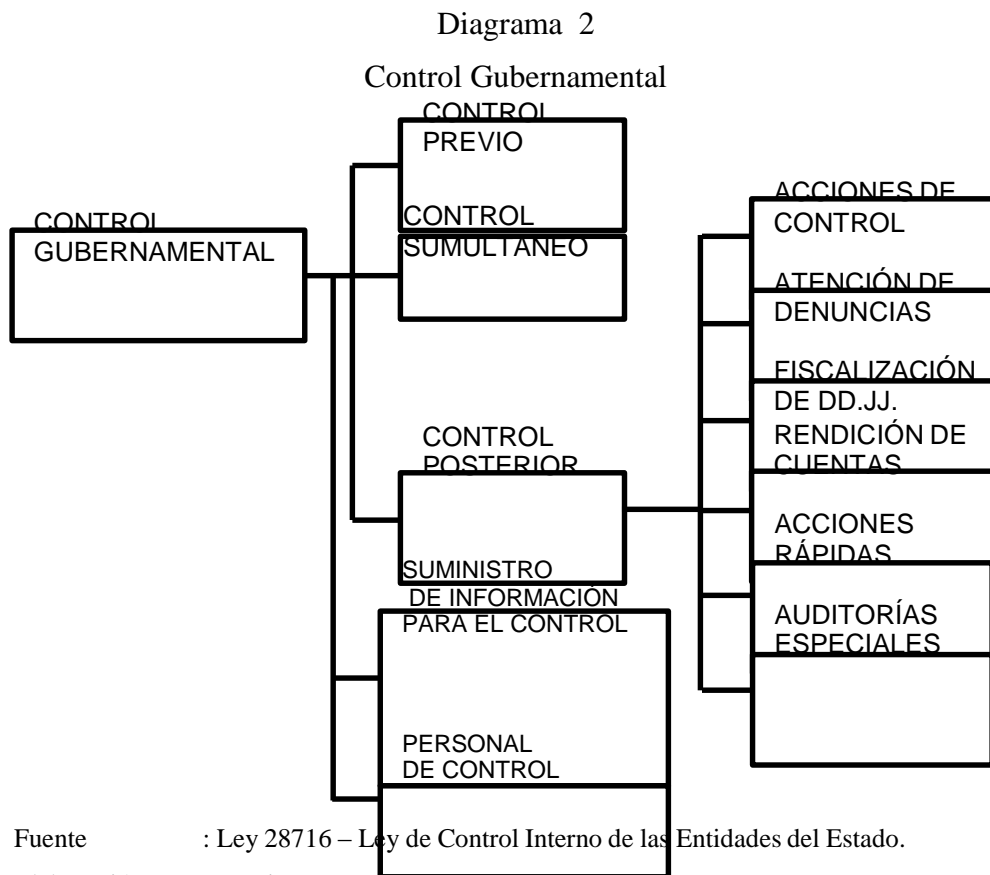 Diagrama 2
Control Gubernamental
CONTROL
GUBERNAMENTAL
CONTROL
PREVIO
CONTROL
SUMULTANEO
CONTROL
POSTERIOR
SUMINISTRO
DE INFORMACIÓN
PARA EL CONTROL
PERSONAL
DE CONTROL
ACCIONES DE
CONTROL
ATENCIÓN DE
DENUNCIAS
FISCALIZACIÓN
DE DD.JJ.
RENDICIÓN DE
CUENTAS
ACCIONES
RÁPIDAS
AUDITORÍAS
ESPECIALES
Fuente : Ley 28716 – Ley de Control Interno de las Entidades del Estado.